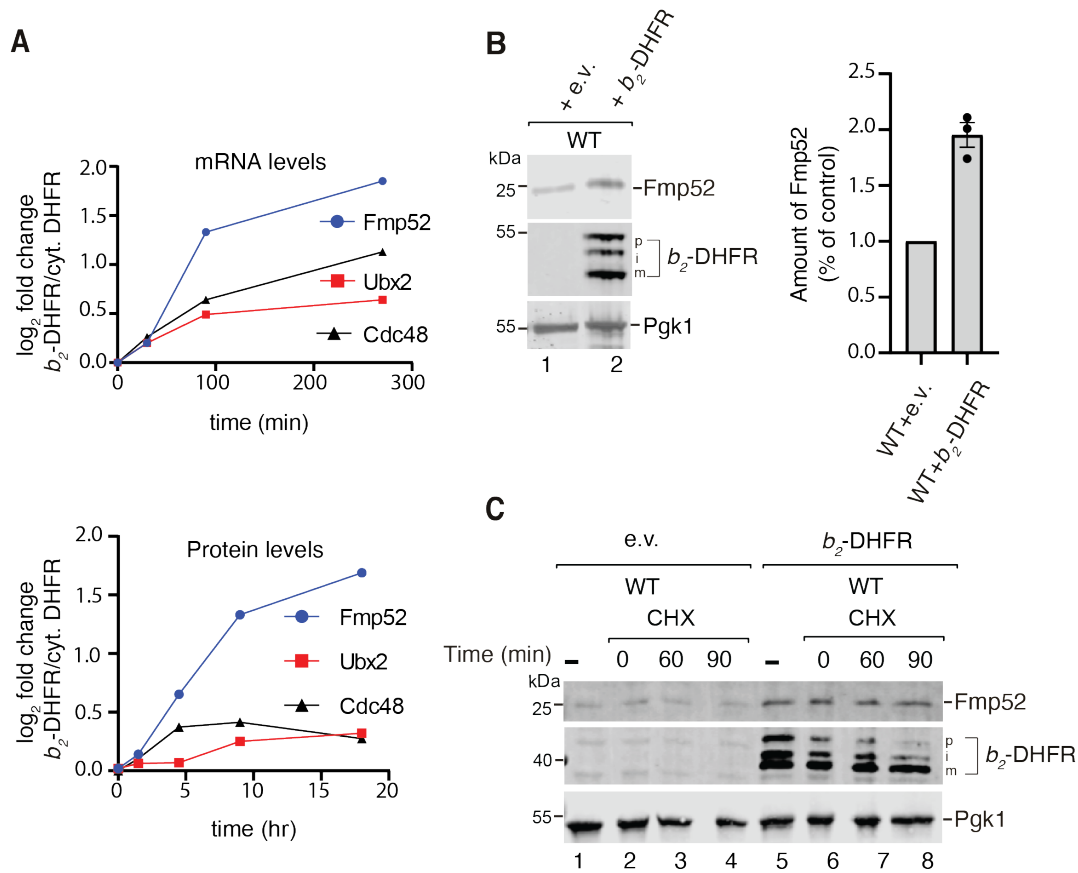 A
mRNA levels
log2 fold change
b2-DHFR/cyt. DHFR
2.0
1.5
1.0
0.5
0.0
Fmp52
Ubx2
Cdc48
0 100 200 300
time (min)
Protein levels
log2 fold change
b2-DHFR/cyt. DHFR
2.0
1.5
1.0
0.5
0.0
Fmp52
Ubx2
Cdc48
0 5 10 15 20
time (hr)
B
+ e.v.
+ b2-DHFR
WT
kDa
25
Fmp52
55
p
i
m
b2-DHFR
55
Pgk1
1 2
Amount of Fmp52
(% of control)
2.5
2.0
1.5
1.0
0.5
0.0
WT+e.v.
WT+b2-DHFR
C
e.v. b2-DHFR
WT WT
CHX CHX
Time (min) - 0 60 90 - 0 60 90
kDa
25
Fmp52
40
p
i
m
b2-DHFR
55
Pgk1
1 2 3 4 5 6 7 8